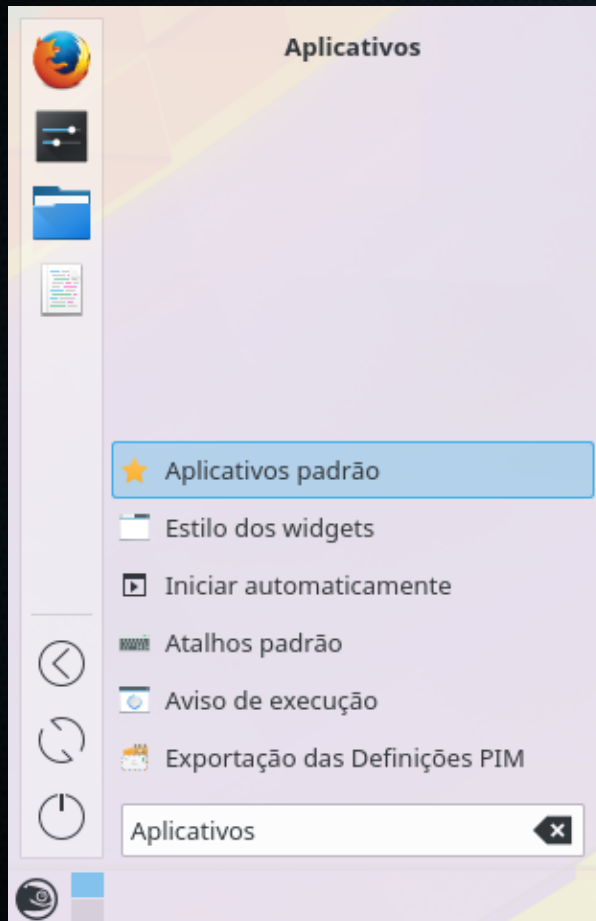 Aplicativos
Aplicativos padrão
Estilo dos widgets
Iniciar automaticamente
Atalhos padrão
Aviso de execução
Exportação das Definições PIM
Aplicativos